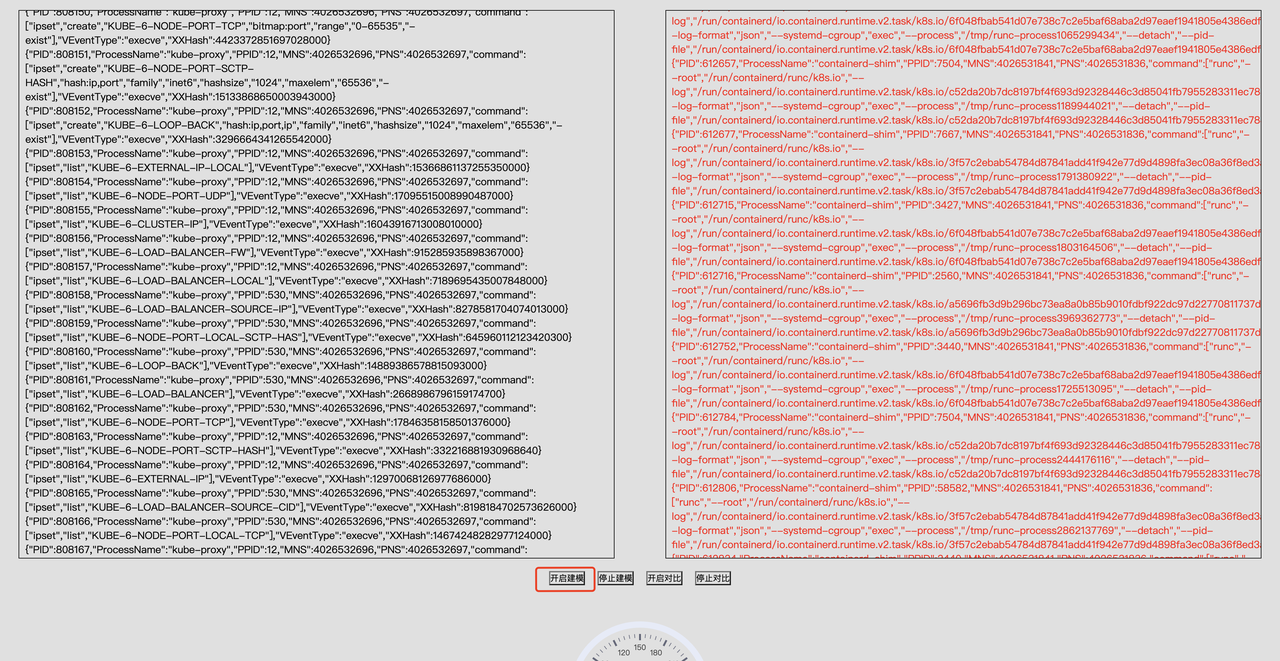 {"PID":808150,"ProcessName":"kube-proxy","PPID":12,"MNS":4026532696,"PNS":4026532697,"command":
["ipset","create","KUBE-6-NODE-PORT-TCP","bitmap:port","range","0-65535","-
exist"],"VEventType":"execve","XXHash":4423372851697028000}
{"PID":808151,"ProcessName":"kube-proxy","PPID":12,"MNS":4026532696,"PNS":4026532697,"command":
["ipset","create","KUBE-6-NODE-PORT-SCTP-
HASH","hash:ip,port","family","inet6","hashsize","1024","maxelem","65536","-
exist"],"VEventType":"execve","XXHash":1513386865000394300}
{"PID":808152,"ProcessName":"kube-proxy","PPID":12,"MNS":4026532696,"PNS":4026532697,"command":
["ipset","create","KUBE-6-LOOP-BACK","hash:ip,port,ip","family","inet6","hashsize","1024","maxelem","65536","-
exist"],"VEventType":"execve","XXHash":3296664341265542000}
{"PID":808153,"ProcessName":"kube-proxy","PPID":12,"MNS":4026532696,"PNS":4026532697,"command":
["ipset","list","KUBE-6-EXTERNAL-IP-LOCAL"],"VEventType":"execve","XXHash":15366861137255350000}
{"PID":808154,"ProcessName":"kube-proxy","PPID":12,"MNS":4026532696,"PNS":4026532697,"command":
["ipset","list","KUBE-6-NODE-PORT-UDP"],"VEventType":"execve","XXHash":17095515008990487000}
{"PID":808155,"ProcessName":"kube-proxy","PPID":12,"MNS":4026532696,"PNS":4026532697,"command":
["ipset","list","KUBE-6-CLUSTER-IP"],"VEventType":"execve","XXHash":16043916713008010000}
{"PID":808156,"ProcessName":"kube-proxy","PPID":12,"MNS":4026532696,"PNS":4026532697,"command":
["ipset","list","KUBE-6-LOAD-BALANCER-FW"],"VEventType":"execve","XXHash":915285935898367000}
{"PID":808157,"ProcessName":"kube-proxy","PPID":12,"MNS":4026532696,"PNS":4026532697,"command":
["ipset","list","KUBE-6-LOAD-BALANCER-LOCAL"],"VEventType":"execve","XXHash":7189695435007848000}
{"PID":808158,"ProcessName":"kube-proxy","PPID":530,"MNS":4026532696,"PNS":4026532697,"command":
["ipset","list","KUBE-6-LOAD-BALANCER-SOURCE-IP"],"VEventType":"execve","XXHash":8278581704074013000}
{"PID":808159,"ProcessName":"kube-proxy","PPID":530,"MNS":4026532696,"PNS":4026532697,"command":
["ipset","list","KUBE-6-NODE-PORT-LOCAL-SCTP-HAS"],"VEventType":"execve","XXHash":645960112123420300}
{"PID":808160,"ProcessName":"kube-proxy","PPID":530,"MNS":4026532696,"PNS":4026532697,"command":
["ipset","list","KUBE-6-LOOP-BACK"],"VEventType":"execve","XXHash":14889386578815093000}
{"PID":808161,"ProcessName":"kube-proxy","PPID":530,"MNS":4026532696,"PNS":4026532697,"command":
["ipset","list","KUBE-6-LOAD-BALANCER"],"VEventType":"execve","XXHash":266898679615974700}
{"PID":808162,"ProcessName":"kube-proxy","PPID":530,"MNS":4026532696,"PNS":4026532697,"command":
["ipset","list","KUBE-6-NODE-PORT-TCP"],"VEventType":"execve","XXHash":17846358158501376000}
{"PID":808163,"ProcessName":"kube-proxy","PPID":12,"MNS":4026532696,"PNS":4026532697,"command":
["ipset","list","KUBE-6-NODE-PORT-SCTP-HASH"],"VEventType":"execve","XXHash":332216881930968640}
{"PID":808164,"ProcessName":"kube-proxy","PPID":12,"MNS":4026532696,"PNS":4026532697,"command":
["ipset","list","KUBE-6-EXTERNAL-IP"],"VEventType":"execve","XXHash":1297006812697768000}
{"PID":808165,"ProcessName":"kube-proxy","PPID":530,"MNS":4026532696,"PNS":4026532697,"command":
["ipset","list","KUBE-6-LOAD-BALANCER-SOURCE-CID"],"VEventType":"execve","XXHash":8198184702573626000}
{"PID":808166,"ProcessName":"kube-proxy","PPID":530,"MNS":4026532696,"PNS":4026532697,"command":
["ipset","list","KUBE-6-NODE-PORT-LOCAL-TCP"],"VEventType":"execve","XXHash":14674248232977124000}
{"PID":808167,"ProcessName":"kube-proxy","PPID":12,"MNS":4026532696,"PNS":4026532697,"command":
log","/run/containerd/io.containerd.runtime.v2.task/k8s.io/6f048fbab541d07e738c7c2e5baf68aba2d97eaef1941805e4386edf
-log-format","json","--systemd-cgroup","exec","--process","/tmp/runc-process1065299434","--detach","--pid-
file","/run/containerd/io.containerd.runtime.v2.task/k8s.io/6f048fbab541d07e738c7c2e5baf68aba2d97eaef1941805e4386edf
{"PID":612657,"ProcessName":"containerd-shim","PPID":7504,"MNS":4026531841,"PNS":4026531836,"command":["runc","-
-root","/run/containerd/runc/k8s.io","--
log","/run/containerd/io.containerd.runtime.v2.task/k8s.io/c52da20b7dc8197bf4f693d92328446c3d85041fb7955283311ec78
-log-format","json","--systemd-cgroup","exec","--process","/tmp/runc-process1189944021","--detach","--pid-
file","/run/containerd/io.containerd.runtime.v2.task/k8s.io/c52da20b7dc8197bf4f693d92328446c3d85041fb7955283311ec78
{"PID":612677,"ProcessName":"containerd-shim","PPID":7667,"MNS":4026531841,"PNS":4026531836,"command":["runc","-
-root","/run/containerd/runc/k8s.io","--
log","/run/containerd/io.containerd.runtime.v2.task/k8s.io/3f57c2ebab54784d87841add41f942e77d9d4898fa3ec08a36f8ed3
-log-format","json","--systemd-cgroup","exec","--process","/tmp/runc-process1791380922","--detach","--pid-
file","/run/containerd/io.containerd.runtime.v2.task/k8s.io/3f57c2ebab54784d87841add41f942e77d9d4898fa3ec08a36f8ed3
{"PID":612715,"ProcessName":"containerd-shim","PPID":3427,"MNS":4026531841,"PNS":4026531836,"command":["runc","-
-root","/run/containerd/runc/k8s.io","--
log","/run/containerd/io.containerd.runtime.v2.task/k8s.io/6f048fbab541d07e738c7c2e5baf68aba2d97eaef1941805e4386edf
-log-format","json","--systemd-cgroup","exec","--process","/tmp/runc-process1803164506","--detach","--pid-
file","/run/containerd/io.containerd.runtime.v2.task/k8s.io/6f048fbab541d07e738c7c2e5baf68aba2d97eaef1941805e4386edf
{"PID":612716,"ProcessName":"containerd-shim","PPID":2560,"MNS":4026531841,"PNS":4026531836,"command":["runc","-
-root","/run/containerd/runc/k8s.io","--
log","/run/containerd/io.containerd.runtime.v2.task/k8s.io/a5696fb3d9b296bc73ea8a0b85b9010fdbf922dc97d22770811737d
-log-format","json","--systemd-cgroup","exec","--process","/tmp/runc-process3969362773","--detach","--pid-
file","/run/containerd/io.containerd.runtime.v2.task/k8s.io/a5696fb3d9b296bc73ea8a0b85b9010fdbf922dc97d22770811737d
{"PID":612752,"ProcessName":"containerd-shim","PPID":3440,"MNS":4026531841,"PNS":4026531836,"command":["runc","-
-root","/run/containerd/runc/k8s.io","--
log","/run/containerd/io.containerd.runtime.v2.task/k8s.io/6f048fbab541d07e738c7c2e5baf68aba2d97eaef1941805e4386edf
-log-format","json","--systemd-cgroup","exec","--process","/tmp/runc-process1725513095","--detach","--pid-
file","/run/containerd/io.containerd.runtime.v2.task/k8s.io/6f048fbab541d07e738c7c2e5baf68aba2d97eaef1941805e4386edf
{"PID":612784,"ProcessName":"containerd-shim","PPID":7504,"MNS":4026531841,"PNS":4026531836,"command":["runc","-
-root","/run/containerd/runc/k8s.io","--
log","/run/containerd/io.containerd.runtime.v2.task/k8s.io/c52da20b7dc8197bf4f693d92328446c3d85041fb7955283311ec78
-log-format","json","--systemd-cgroup","exec","--process","/tmp/runc-process2444176116","--detach","--pid-
file","/run/containerd/io.containerd.runtime.v2.task/k8s.io/c52da20b7dc8197bf4f693d92328446c3d85041fb7955283311ec78
{"PID":612806,"ProcessName":"containerd-shim","PPID":58582,"MNS":4026531841,"PNS":4026531836,"command":
["runc","--root","/run/containerd/runc/k8s.io","--
log","/run/containerd/io.containerd.runtime.v2.task/k8s.io/3f57c2ebab54784d87841add41f942e77d9d4898fa3ec08a36f8ed3
-log-format","json","--systemd-cgroup","exec","--process","/tmp/runc-process2862137769","--detach","--pid-
file","/run/containerd/io.containerd.runtime.v2.task/k8s.io/3f57c2ebab54784d87841add41f942e77d9d4898fa3ec08a36f8ed3
开启建模 停止建模 开启对比 停止对比
120 150 180